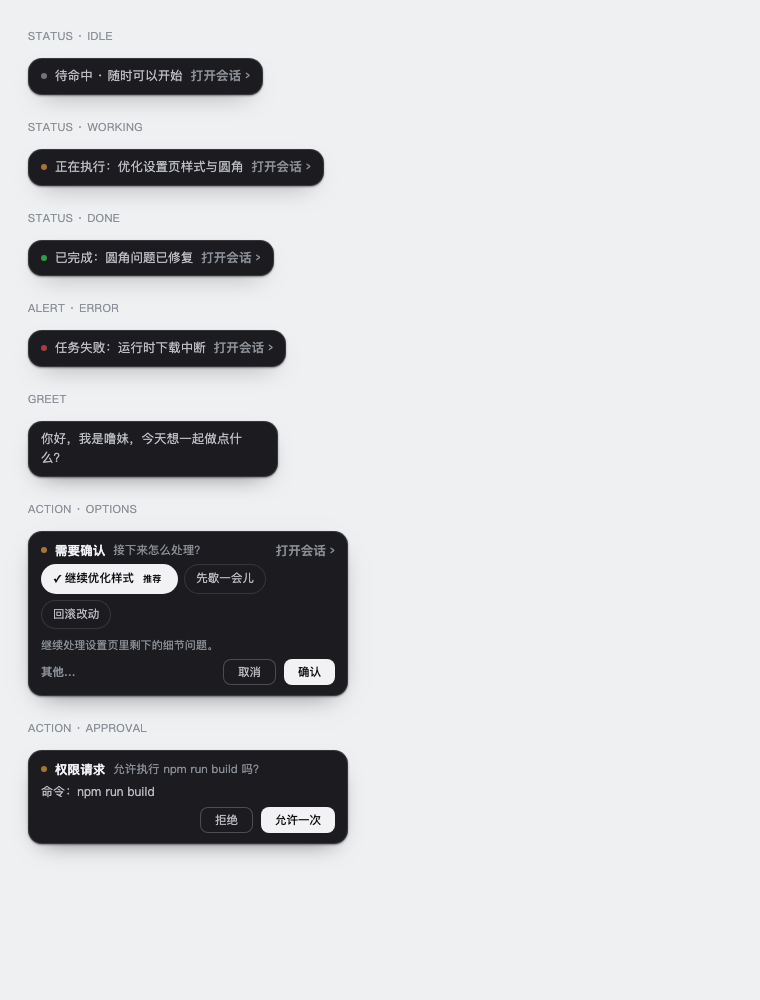 STATUS · IDLE
待命中 · 随时可以开始 打开会话 ›
STATUS · WORKING
正在执行：优化设置页样式与圆角 打开会话 ›
STATUS · DONE
已完成：圆角问题已修复 打开会话 ›
ALERT · ERROR
任务失败：运行时下载中断 打开会话 ›
GREET
你好，我是噜妹，今天想一起做点什
么？
ACTION · OPTIONS
需要确认 接下来怎么处理？ 打开会话 ›
✓ 继续优化样式 推荐 先歇一会儿
回滚改动
继续处理设置页里剩下的细节问题。
其他… 取消 确认
ACTION · APPROVAL
权限请求 允许执行 npm run build 吗？
命令：npm run build
拒绝 允许一次